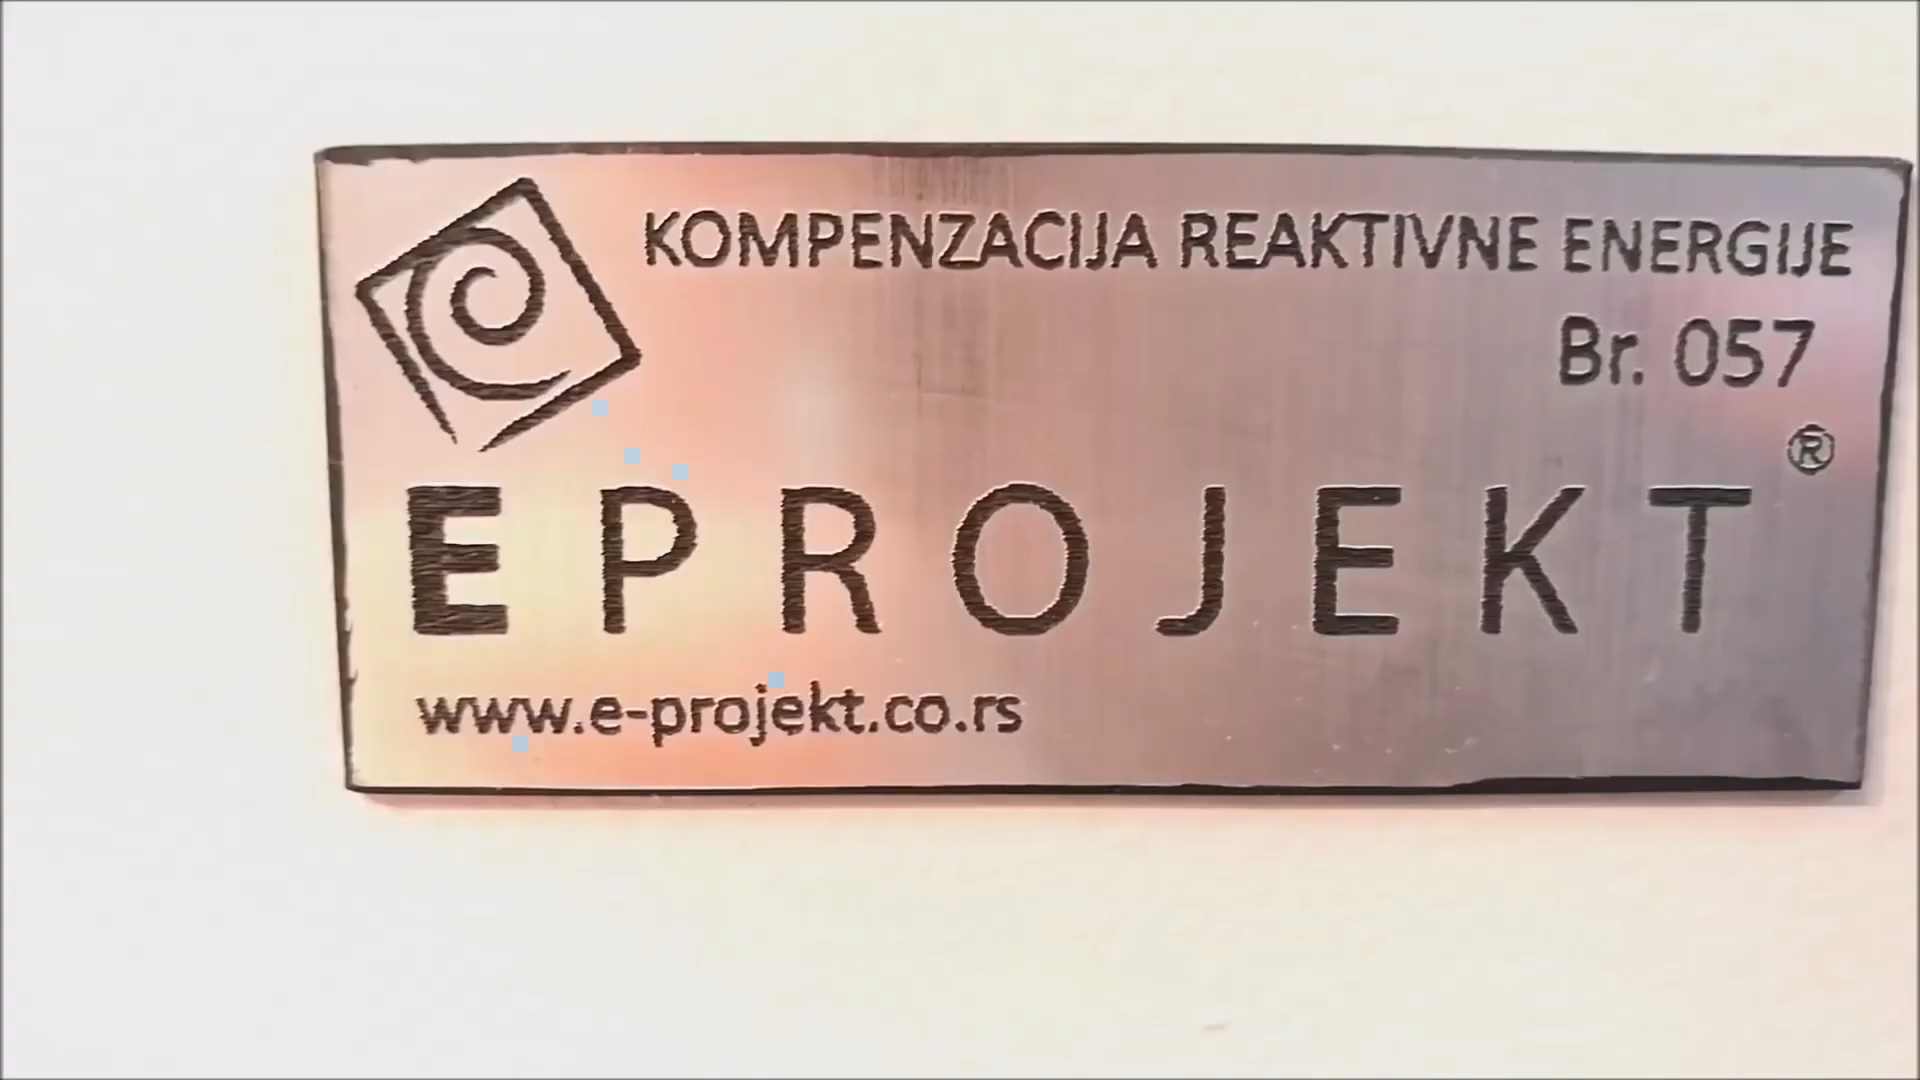 KOMPENZACIJA REAKTIVNE ENERGIJE
Br. 057
EPROJEKT®
www.e-projekt.co.rs